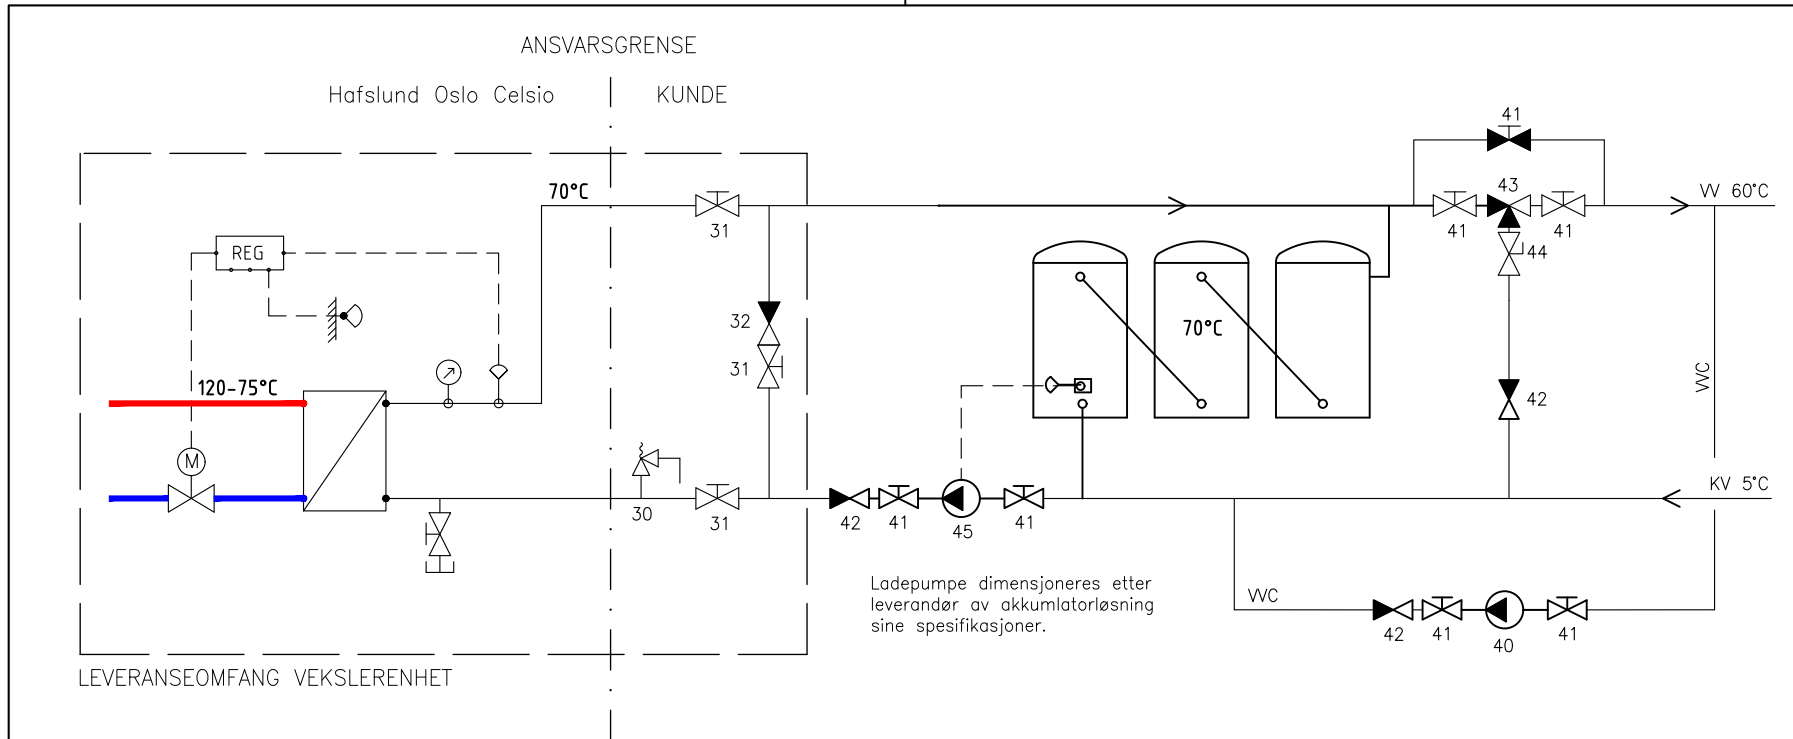 ANSVARSGRENSE
Hafslund Oslo Celsio
KUNDE
41
70°C
31
43
VV 60°C
41
41
44
REG
32
31
70°C
VVC
120-75°C
42
M
KV 5°C
30
31
42
41
45
41
Ladepumpe dimensjoneres etter
leverandør av akkumlatorløsning
sine spesifikasjoner.
VVC
42
41
40
41
LEVERANSEOMFANG VEKSLERENHET